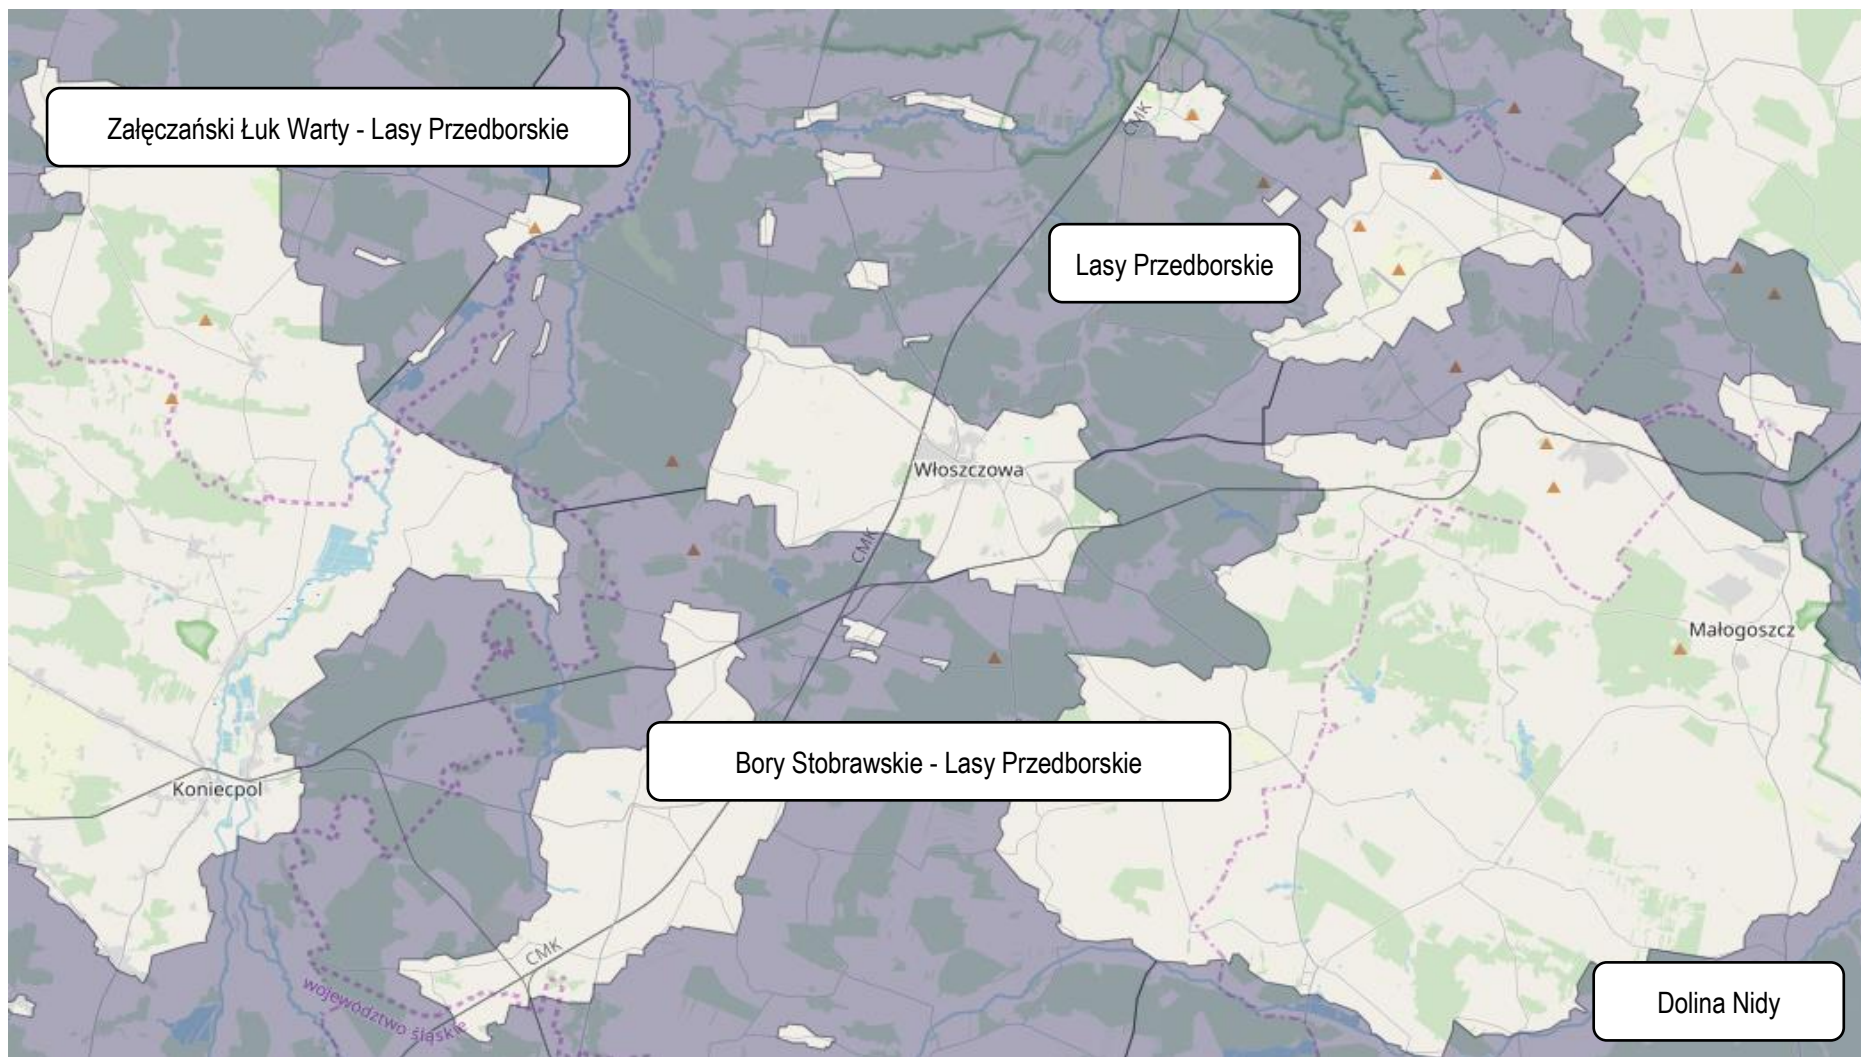 Załęczański Łuk Warty - Lasy Przedborskie
CMK
Lasy Przedborskie
Włoszczowa
CMK
Małogoszcz
Bory Stobrawskie - Lasy Przedborskie
Koniecpol
CMK
województwo śląskie
Dolina Nidy